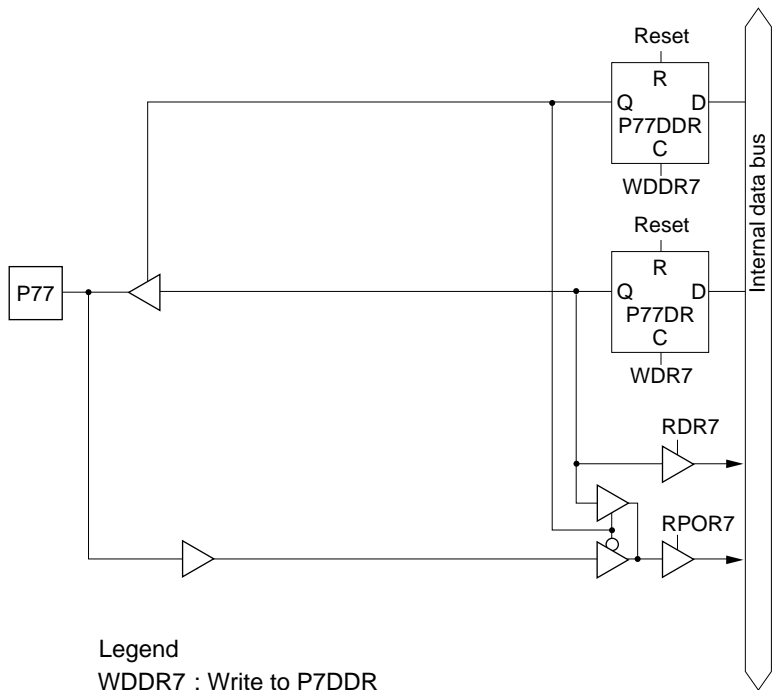 Reset
R
Q D
P77DDR
C
WDDR7
Reset
R
Q D
P77DR
C
WDR7
P77
RDR7
RPOR7
Internal data bus
Legend
WDDR7 : Write to P7DDR